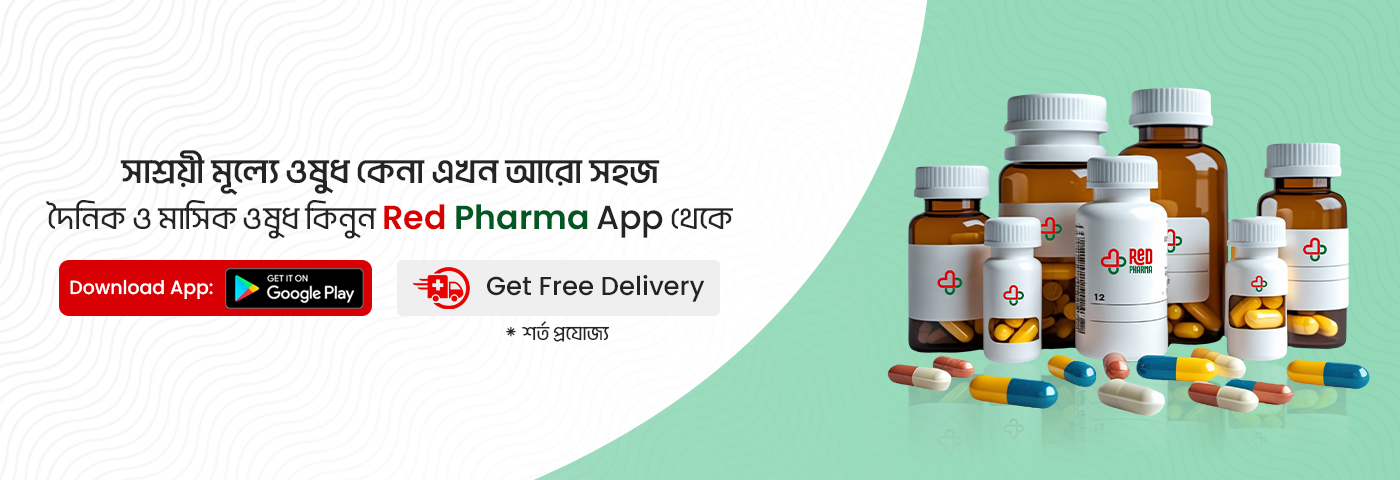 সাশ্রয়ী মূল্যে ওষুধ কেনা এখন আরো সহজ
দৈনিক ও মাসিক ওষুধ কিনুন Red Pharma App থেকে
Download App:
GET IT ON
Google Play
Get Free Delivery
* শর্ত প্রযোজ্য
RED
PHARMA
12